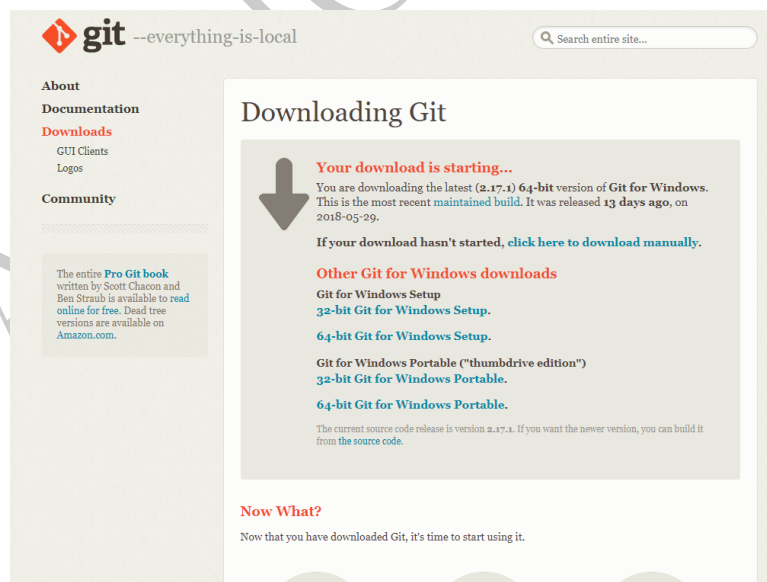 git --everything-is-local
Search entire site...
About
Documentation
Downloads
GUI Clients
Logos
Community
The entire Pro Git book
written by Scott Chacon and
Ben Straub is available to read
online for free. Dead tree
versions are available on
Amazon.com.
Downloading Git
Your download is starting...
You are downloading the latest (2.17.1) 64-bit version of Git for Windows.
This is the most recent maintained build. It was released 13 days ago, on
2018-05-29.
If your download hasn't started, click here to download manually.
Other Git for Windows downloads
Git for Windows Setup
32-bit Git for Windows Setup.
64-bit Git for Windows Setup.
Git for Windows Portable ("thumbdrive edition")
32-bit Git for Windows Portable.
64-bit Git for Windows Portable.
The current source code release is version 2.17.1. If you want the newer version, you can build it
from the source code.
Now What?
Now that you have downloaded Git, it's time to start using it.